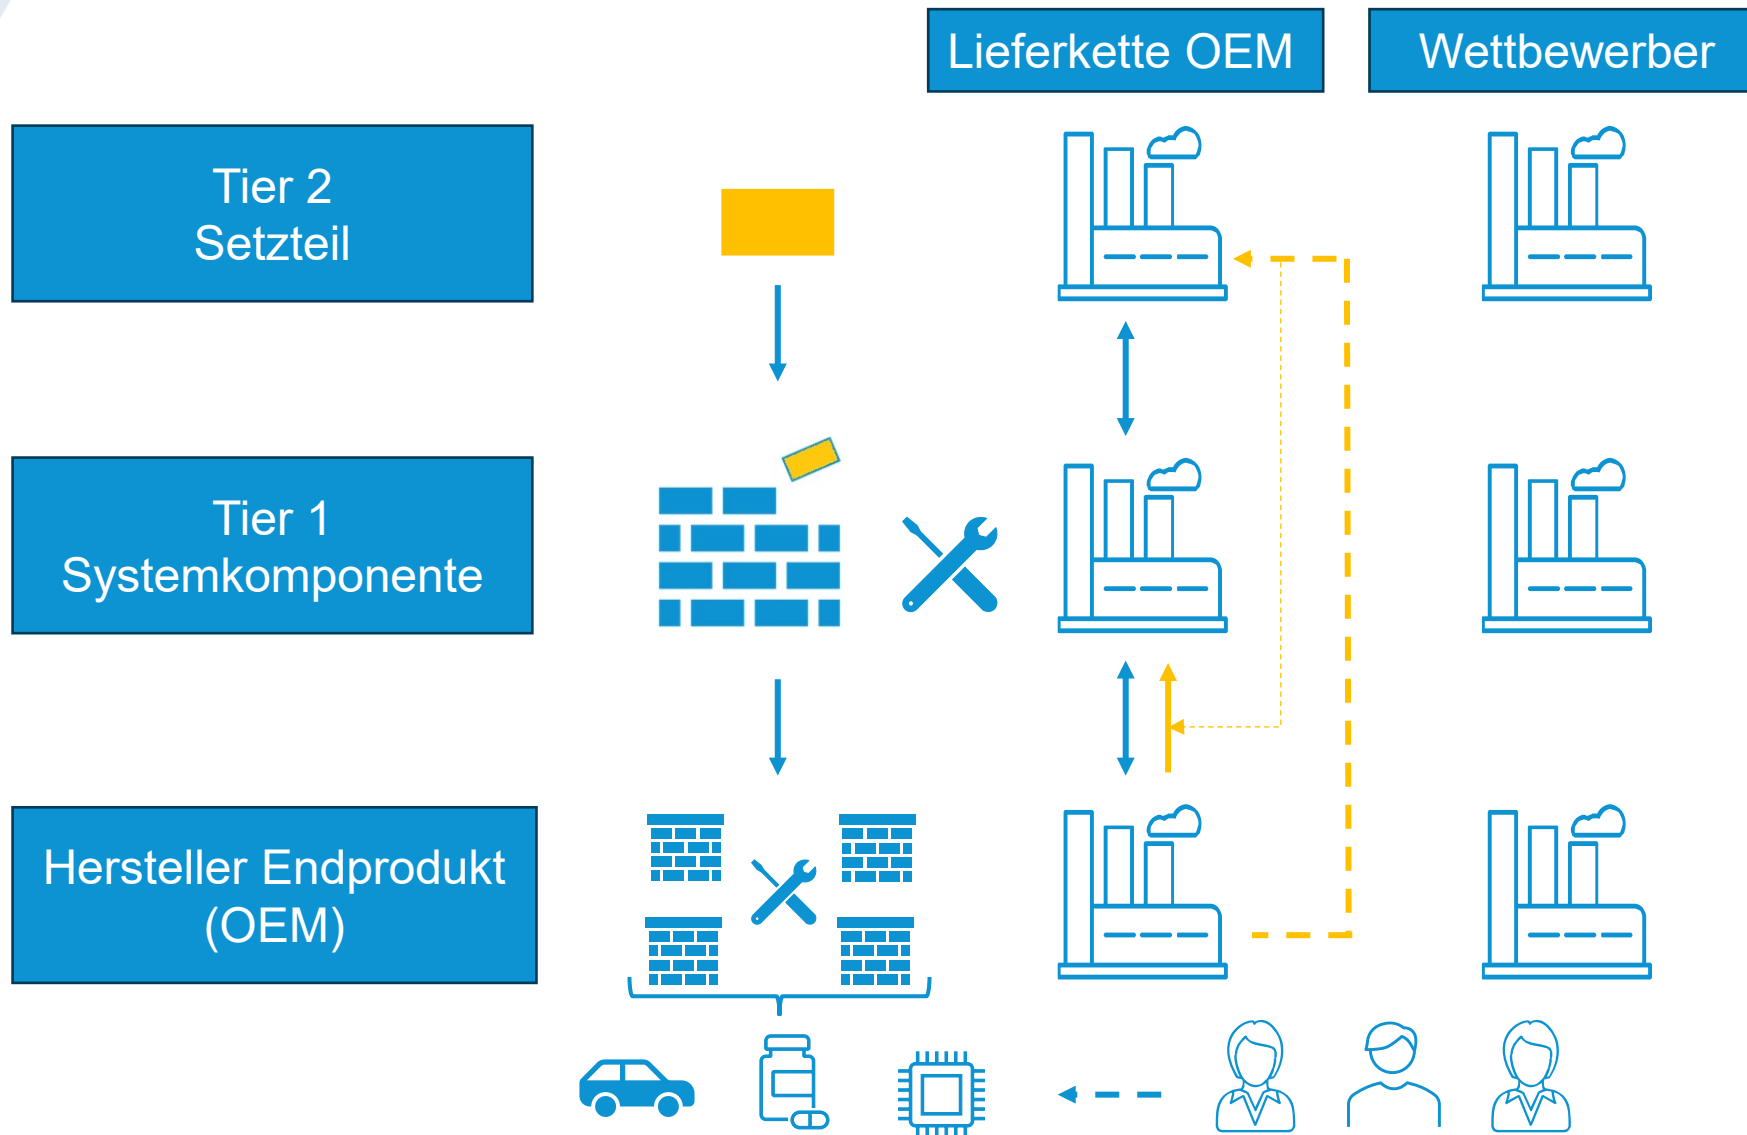 Lieferkette OEM
Wettbewerber
Tier 2
Setzteil
Tier 1
Systemkomponente
Hersteller Endprodukt
(OEM)